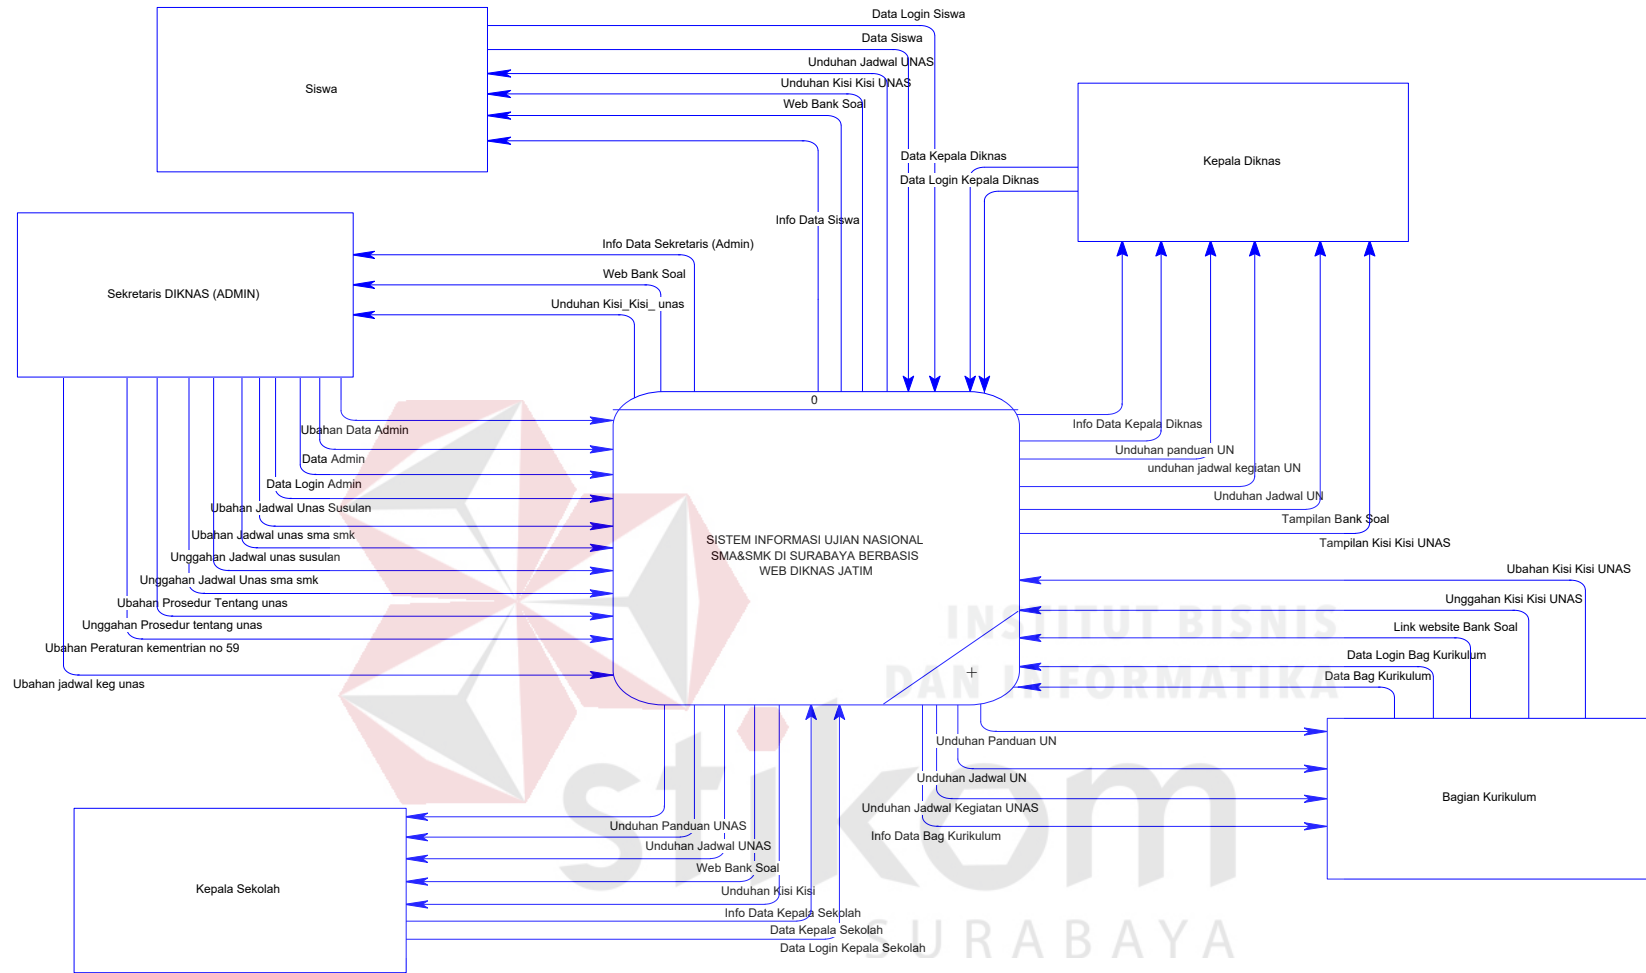 Data Login Siswa
Data Siswa
Unduhan Jadwal UNAS
Unduhan Kisi Kisi UNAS
Web Bank Soal
Siswa
Info Data Siswa
Data Kepala Diknas
Data Login Kepala Diknas
Kepala Diknas
Info Data Sekretaris (Admin)
Web Bank Soal
Unduhan Kisi_Kisi_ unas
Sekretaris DIKNAS (ADMIN)
0
SISTEM INFORMASI UJIAN NASIONAL
SMA&SMK DI SURABAYA BERBASIS
WEB DIKNAS JATIM
Ubahan Data Admin
Data Admin
Data Login Admin
Ubahan Jadwal Unas Susulan
Ubahan Jadwal unas sma smk
Unggahan Jadwal unas susulan
Unggahan Jadwal Unas sma smk
Ubahan Prosedur Tentang unas
Unggahan Prosedur tentang unas
Ubahan Peraturan kementrian no 59
Ubahan jadwal keg unas
Info Data Kepala Diknas
Unduhan panduan UN
unduhan jadwal kegiatan UN
Unduhan Jadwal UN
Tampilan Bank Soal
Tampilan Kisi Kisi UNAS
Ubahan Kisi Kisi UNAS
Unggahan Kisi Kisi UNAS
Link website Bank Soal
Data Login Bag Kurikulum
Data Bag Kurikulum
Unduhan Panduan UN
Unduhan Jadwal UN
Unduhan Jadwal Kegiatan UNAS
Info Data Bag Kurikulum
Bagian Kurikulum
Unduhan Panduan UNAS
Unduhan Jadwal UNAS
Web Bank Soal
Unduhan Kisi Kisi
Info Data Kepala Sekolah
Data Kepala Sekolah
Data Login Kepala Sekolah
Kepala Sekolah
INSTITUT BISNIS
DAN INFORMATIKA
stikom
SURABAYA